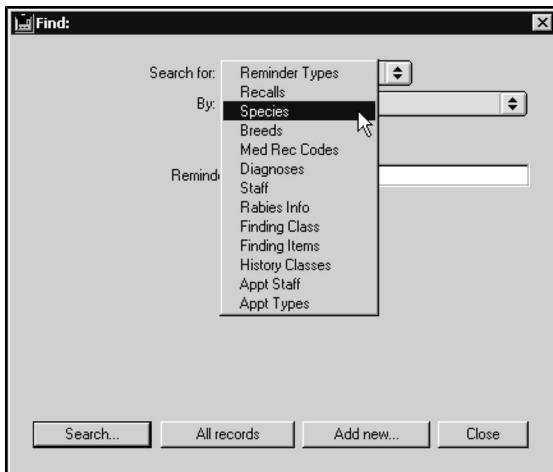 Find:
Search for:
Reminder Types
Recalls
By:
Species
Breeds
Med Rec Codes
Diagnoses
Staff
Rabies Info
Finding Class
Finding Items
History Classes
Appt Staff
Appt Types
Search...
All records
Add new...
Close